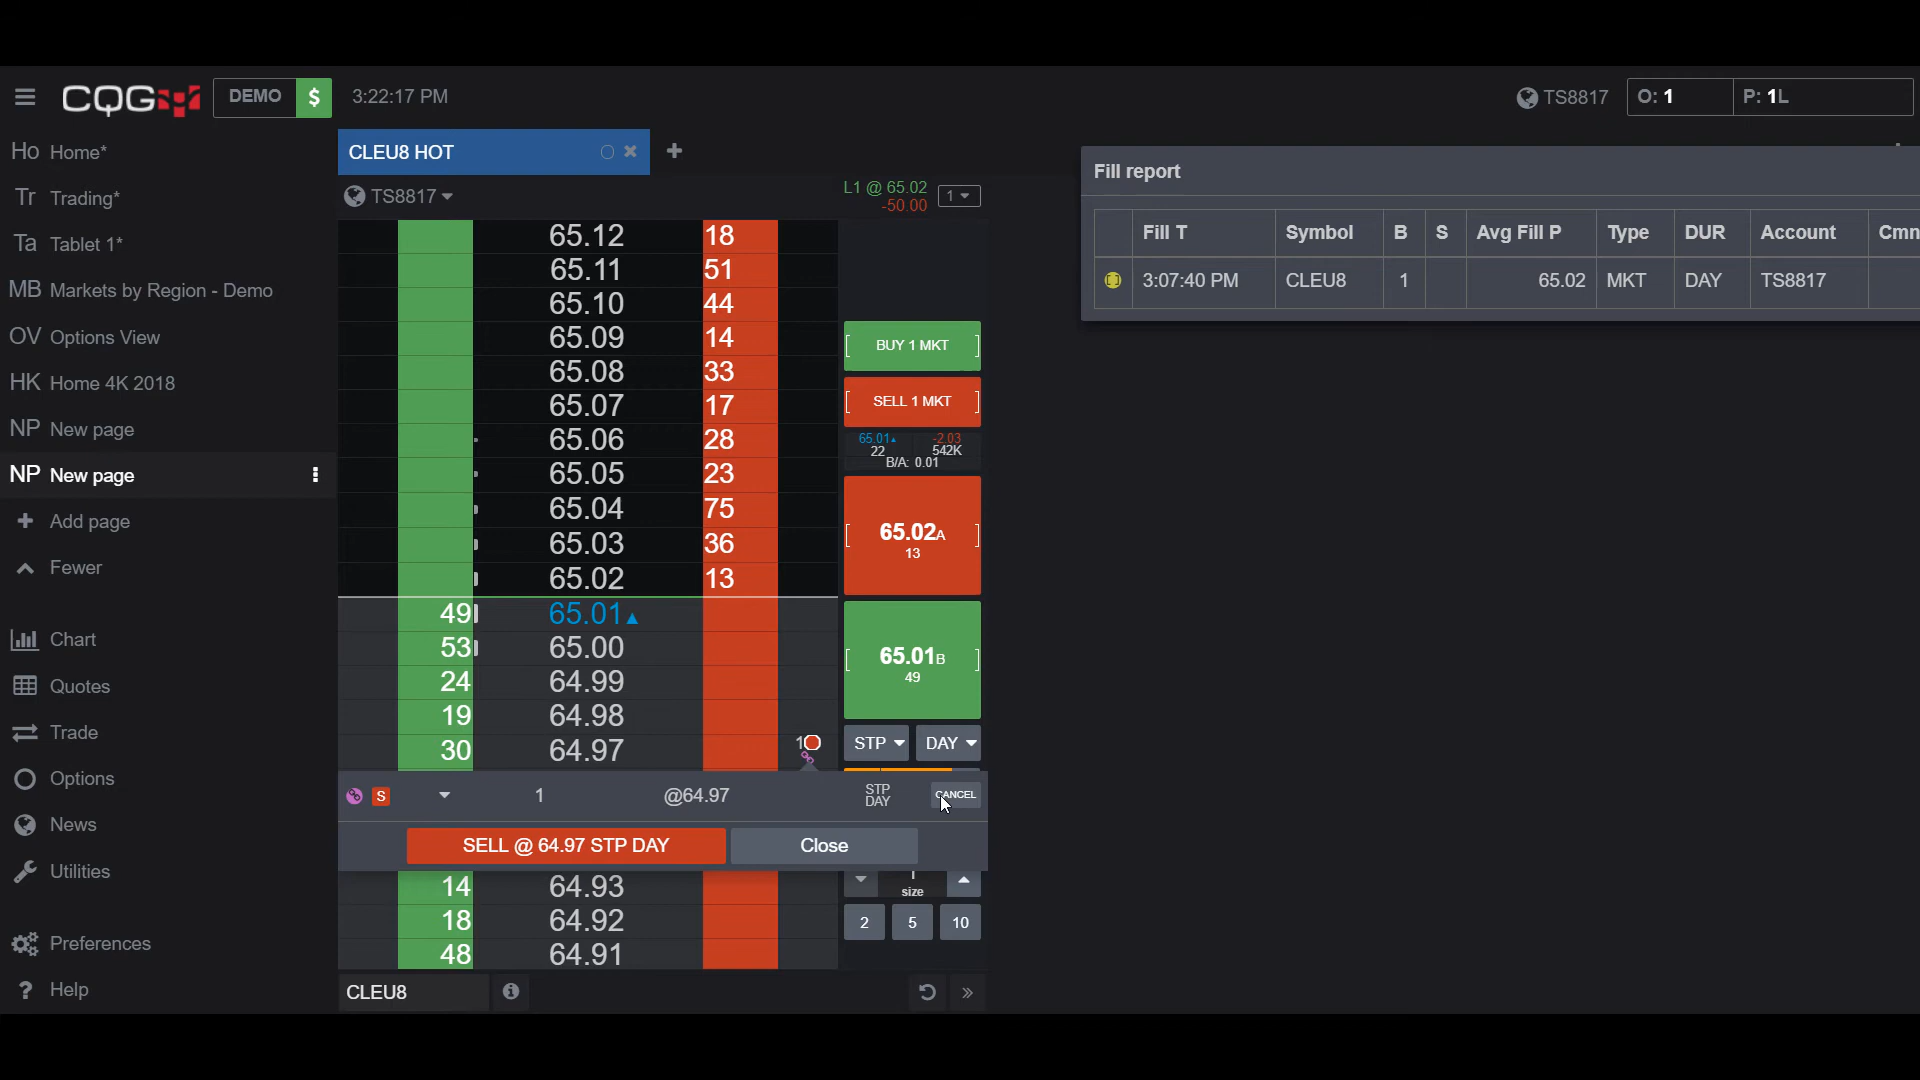 CQG DEMO $ 3:22:17 PM TS8817 O: 1 P: 1L
Ho Home*
Tr Trading*
Ta Tablet 1*
MB Markets by Region - Demo
OV Options View
HK Home 4K 2018
NP New page
NP New page
Add page
Fewer
Chart
Quotes
Trade
Options
News
Utilities
Preferences
? Help
CLEU8 HOT
TS8817
L1 @ 65.02
-50.00
1
65.12 18
65.11 51
65.10 44
65.09 14
65.08 33
65.07 17
65.06 28
65.05 23
65.04 75
65.03 36
65.02 13
49 65.01
53 65.00
24 64.99
19 64.98
30 64.97 1
S 1 @64.97 STP
DAY
CANCEL
SELL @ 64.97 STP DAY Close
14 64.93
18 64.92
48 64.91
BUY 1 MKT
SELL 1 MKT
65.01 -2.03
22 542K
B/A: 0.01
65.02A
13
65.01B
49
STP DAY
size
2 5 10
CLEU8
Fill report
Fill T Symbol B S Avg Fill P Type DUR Account Cmn
3:07:40 PM CLEU8 1 65.02 MKT DAY TS8817